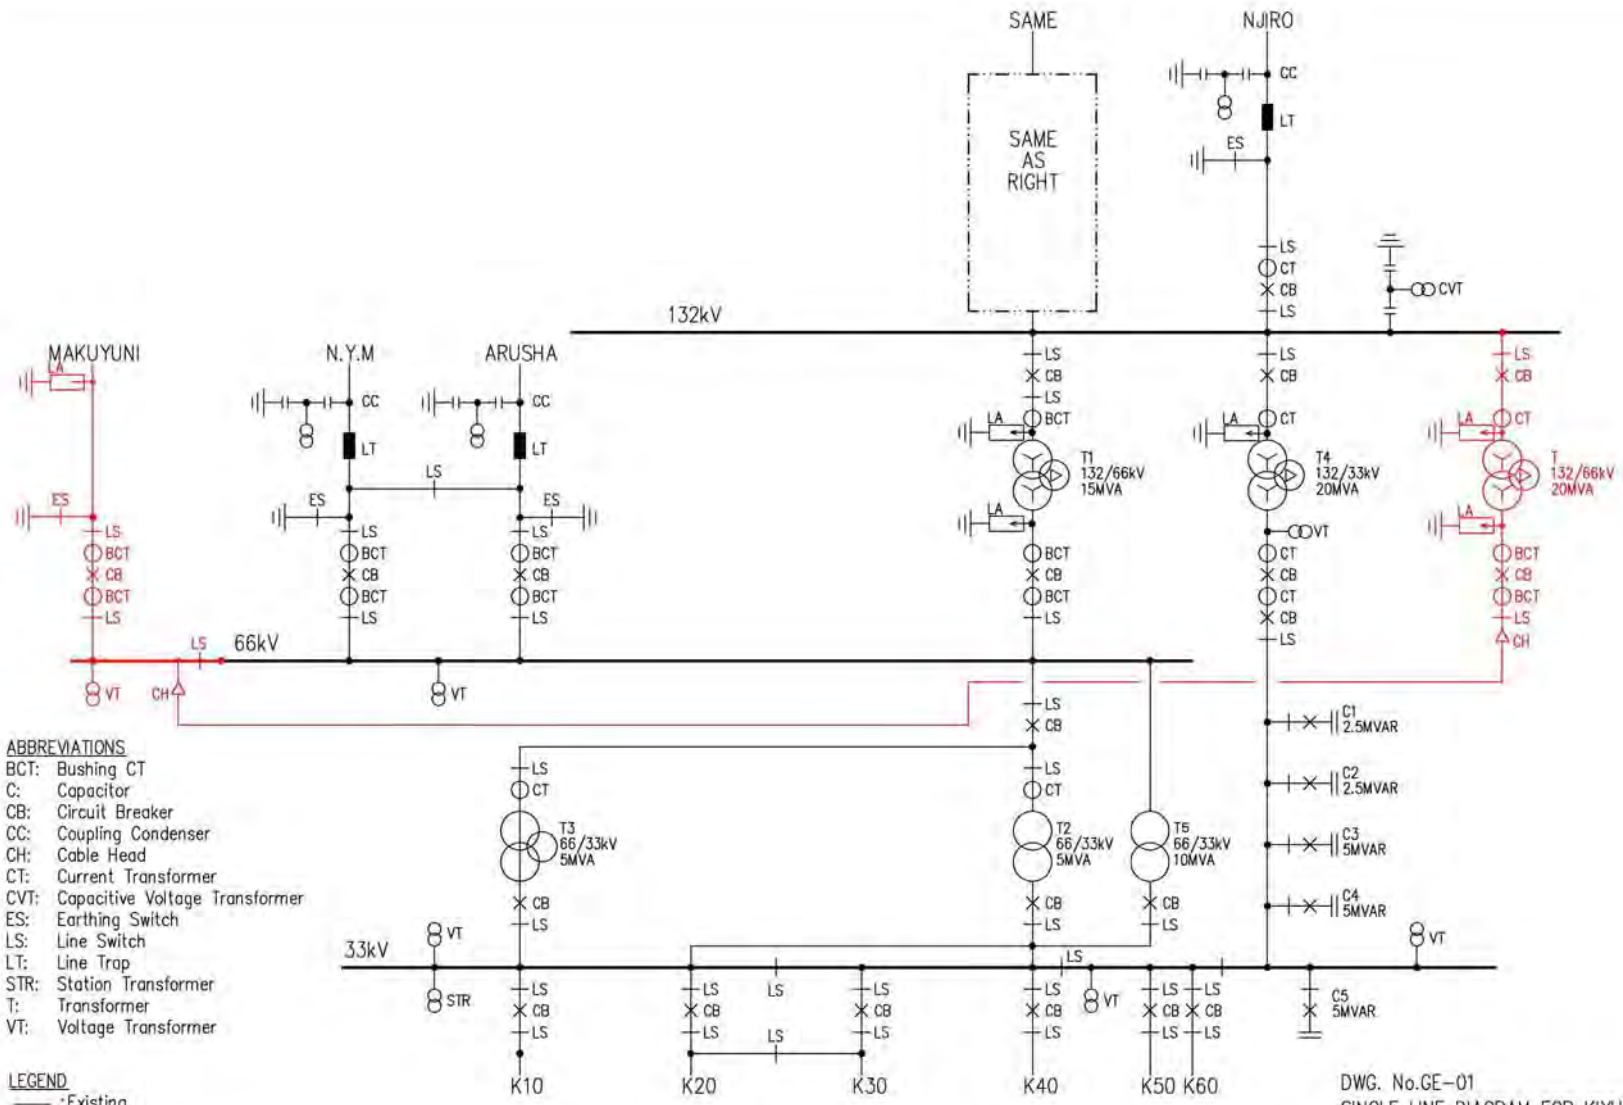 SAME
NJIRO
CC
LT
ES
SAME
AS
RIGHT
LS
CT
CB
LS
CVT
132kV
MAKUYUNI
LA
N.Y.M
CC
LT
ARUSHA
CC
LT
LS
ES
ES
ES
LS
CB
LS
BCT
LA
T1
132/66kV
15MVA
LA
BCT
CB
BCT
LS
LS
CB
CT
LA
T4
132/33kV
20MVA
VT
CT
CB
CT
CB
LS
LS
CB
CT
LA
T
132/66kV
20MVA
LA
BCT
CB
BCT
LS
CH
LS
BCT
CB
BCT
LS
LS
BCT
CB
BCT
LS
LS
BCT
CB
BCT
LS
LS
66kV
VT
CH
VT
LS
CB
LS
CT
T3
66/33kV
5MVA
CB
LS
LS
CT
T2
66/33kV
5MVA
CB
LS
T5
66/33kV
10MVA
CB
LS
C1
2.5MVAR
C2
2.5MVAR
C3
5MVAR
C4
5MVAR
VT
33kV
VT
STR
LS
LS
CB
LS
LS
CB
LS
LS
LS
LS
CB
LS
LS
CB
LS
VT
LS
CB
LS
LS
CB
LS
C5
5MVAR
K10
K20
K30
K40
K50
K60
ABBREVIATIONS
BCT: Bushing CT
C: Capacitor
CB: Circuit Breaker
CC: Coupling Condenser
CH: Cable Head
CT: Current Transformer
CVT: Capacitive Voltage Transformer
ES: Earthing Switch
LS: Line Switch
LT: Line Trap
STR: Station Transformer
T: Transformer
VT: Voltage Transformer
LEGEND
:Existing
DWG. No.GE-01
SINGLE LINE DIAGRAM FOR